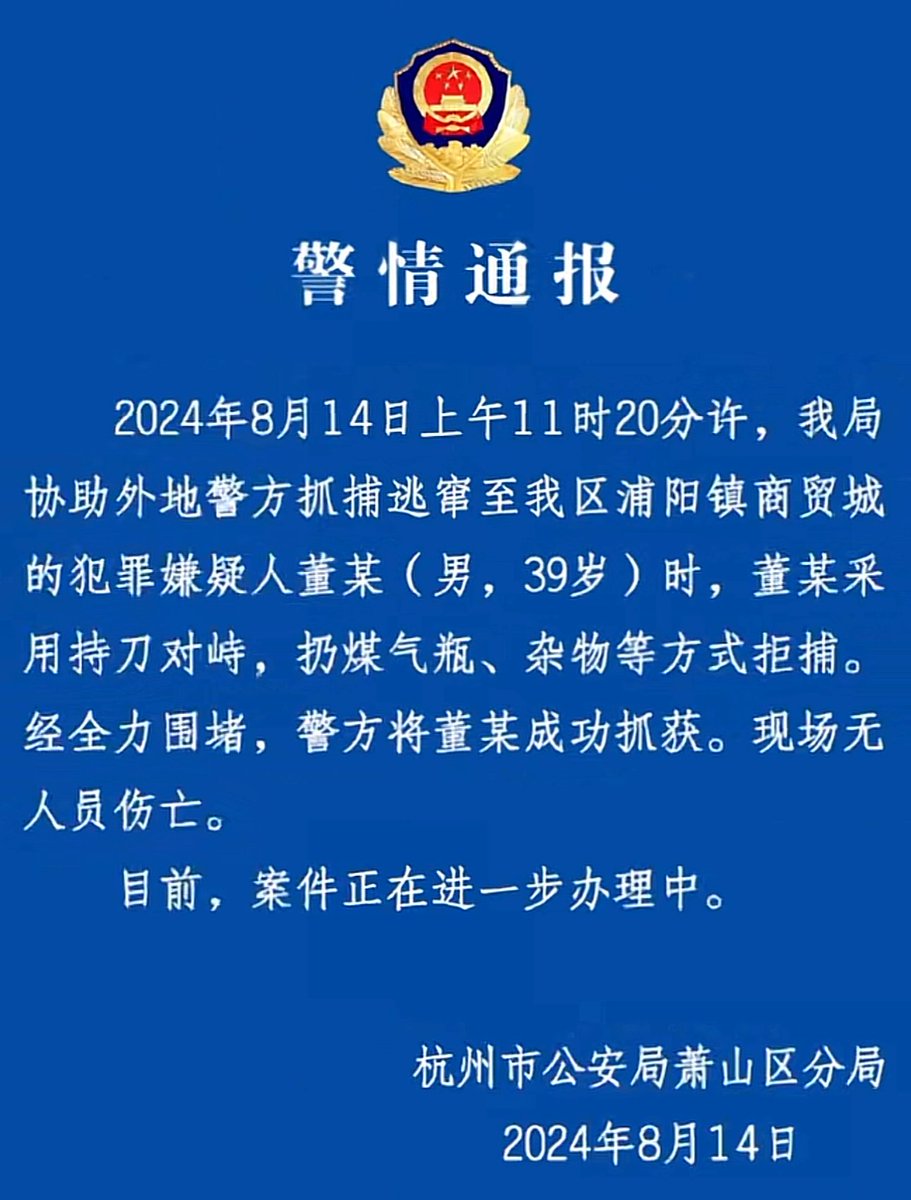 警情通报
2024年8月14日上午11时20分许，我局
协助外地警方抓捕逃窜至我区浦阳镇商贸城
的犯罪嫌疑人董某（男，39岁）时，董某采
用持刀对峙，扔煤气瓶、杂物等方式拒捕。
经全力围堵，警方将董某成功抓获。现场无
人员伤亡。
目前，案件正在进一步办理中。
杭州市公安局萧山区分局
2024年8月14日